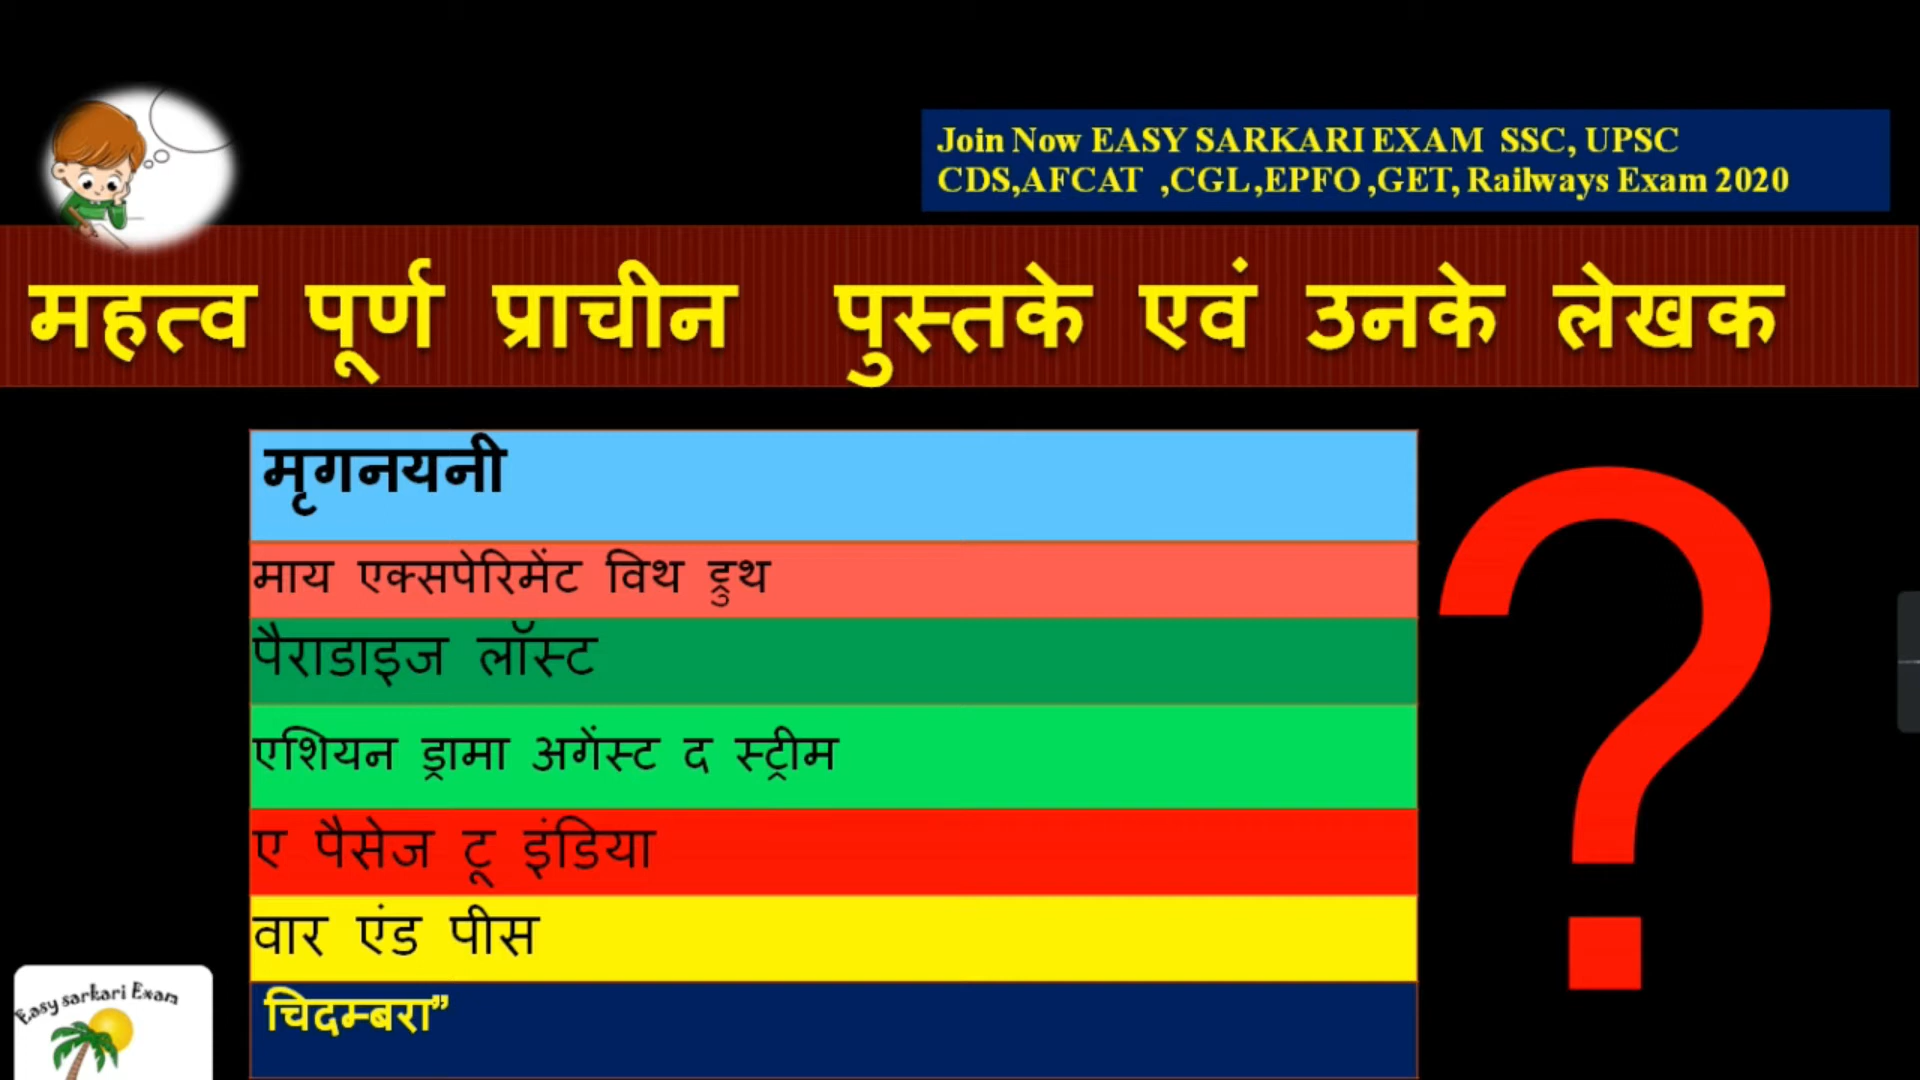 Join Now EASY SARKARI EXAM SSC, UPSC
CDS,AFCAT ,CGL,EPFO ,GET, Railways Exam 2020
महत्व पूर्ण प्राचीन पुस्तके एवं उनके लेखक
मृगनयनी
माय एक्सपेरिमेंट विथ ट्रुथ
पैराडाइज लॉस्ट
एशियन ड्रामा अगेंस्ट द स्ट्रीम
ए पैसेज टू इंडिया
वार एंड पीस
चिदम्बरा”
?
Easy sarkari Exam